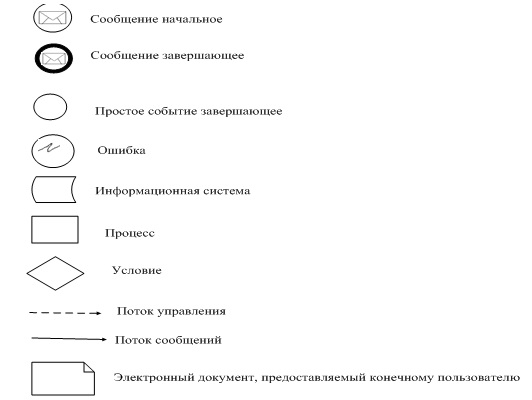 Сообщение начальное
Сообщение завершающее
Простое событие завершающее
Ошибка
Информационная система
Процесс
Условие
Поток управления
Поток сообщений
Электронный документ, предоставляемый конечному пользователю